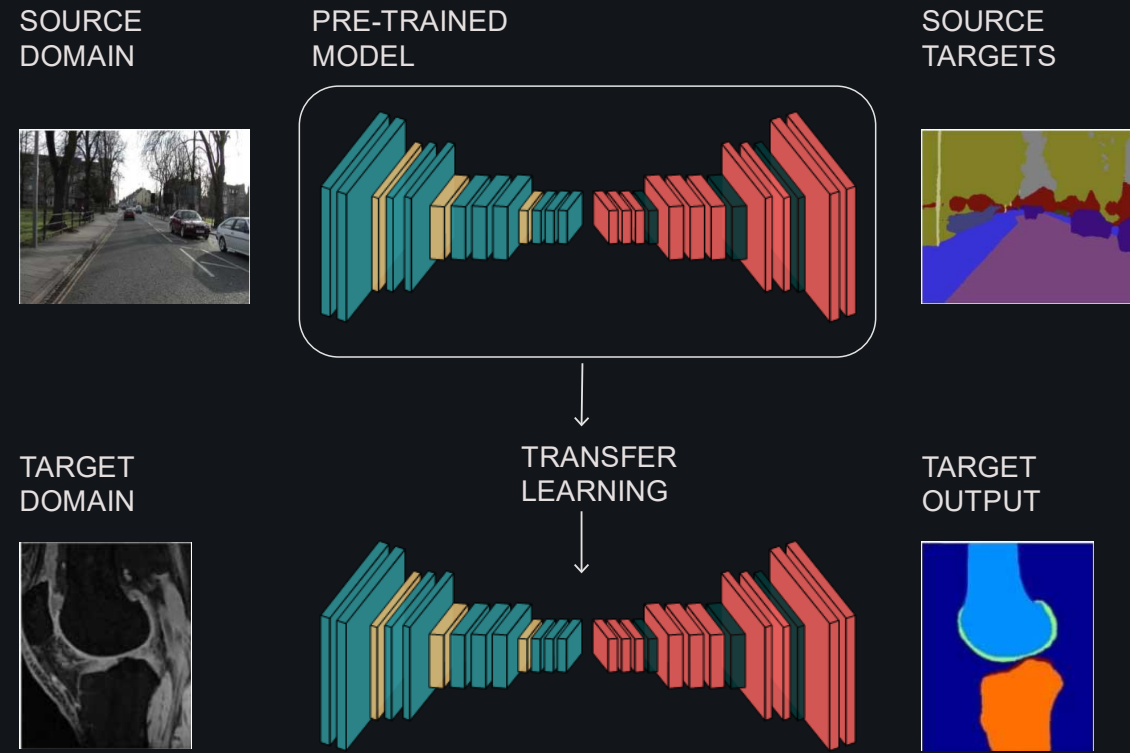 SOURCE
DOMAIN
PRE-TRAINED
MODEL
SOURCE
TARGETS
TRANSFER
LEARNING
TARGET
DOMAIN
TARGET
OUTPUT